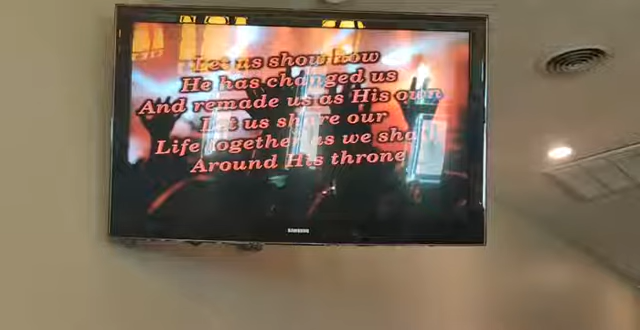 Let us show how
He has changed us
And remade us as His own
Let us share our
Life together as we shall
Around His throne
SAMSUNG